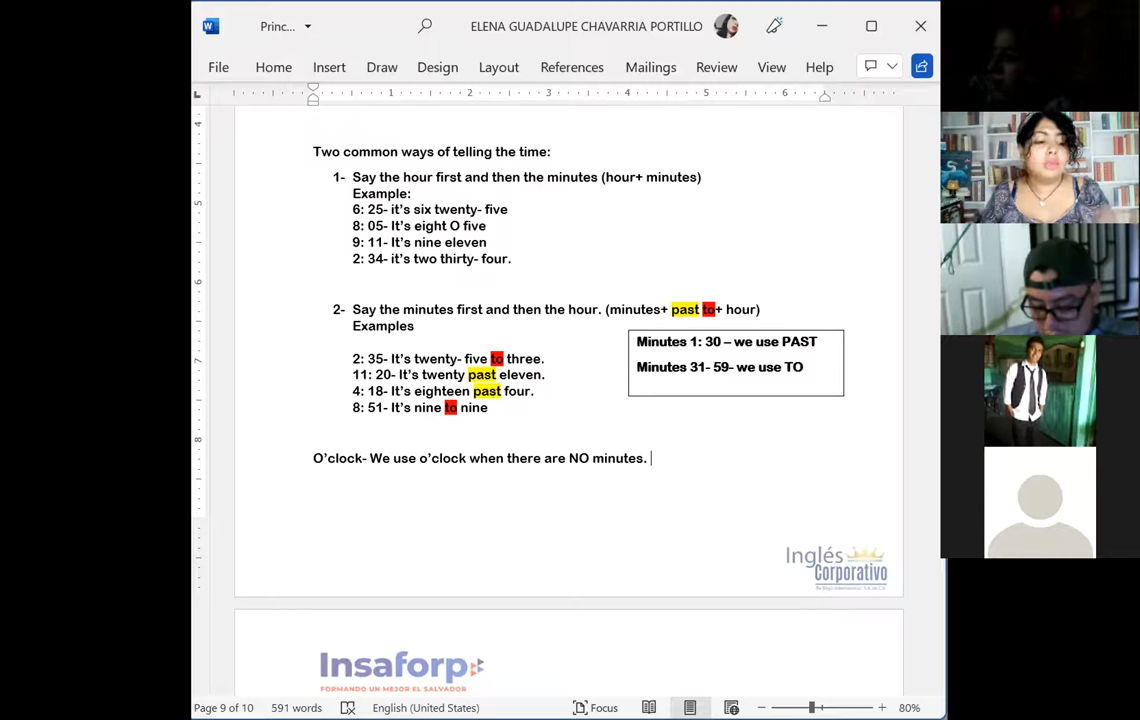 Princ...
ELENA GUADALUPE CHAVARRIA PORTILLO
File Home Insert Draw Design Layout References Mailings Review View Help
1 2 3 4 5 6
Two common ways of telling the time:
1- Say the hour first and then the minutes (hour+ minutes)
Example:
6: 25- it's six twenty- five
8: 05- It's eight O five
9: 11- It's nine eleven
2: 34- it's two thirty- four.
2- Say the minutes first and then the hour. (minutes+ past to+ hour)
Examples
2: 35- It's twenty- five to three.
11: 20- It's twenty past eleven.
4: 18- It's eighteen past four.
8: 51- It's nine to nine
Minutes 1: 30 – we use PAST
Minutes 31- 59- we use TO
O'clock- We use o'clock when there are NO minutes.
Inglés
Corporativo
Insaforp
FORMANDO UN MEJOR EL SALVADOR
Page 9 of 10 591 words English (United States) Focus 80%